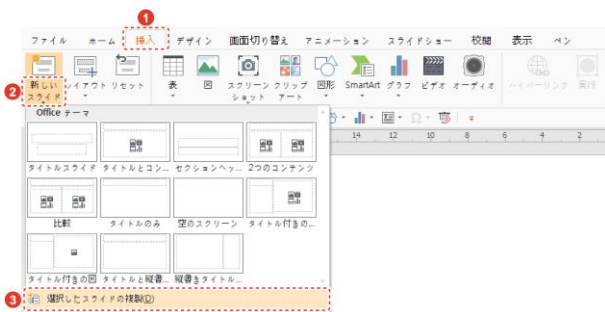 1
ファイル ホーム 挿入 デザイン 画面切り替え アニメーション スライドショー 校閲 表示 ペン
2
新しい スライド レイアウト リセット 表 図 スクリーン ショット クリップ アート 図形 SmartArt グラフ ビデオ オーディオ ハイパーリンク 実行
14 12 10 8 6 4 2
Office テーマ
タイトルスライド タイトルとコン... セクションヘッ... 2つのコンテンツ
比較 タイトルのみ 空のスクリーン タイトル付きの...
タイトル付きの図 タイトルと縦書... 縦書きタイトル...
3
選択したスライドの複製(D)